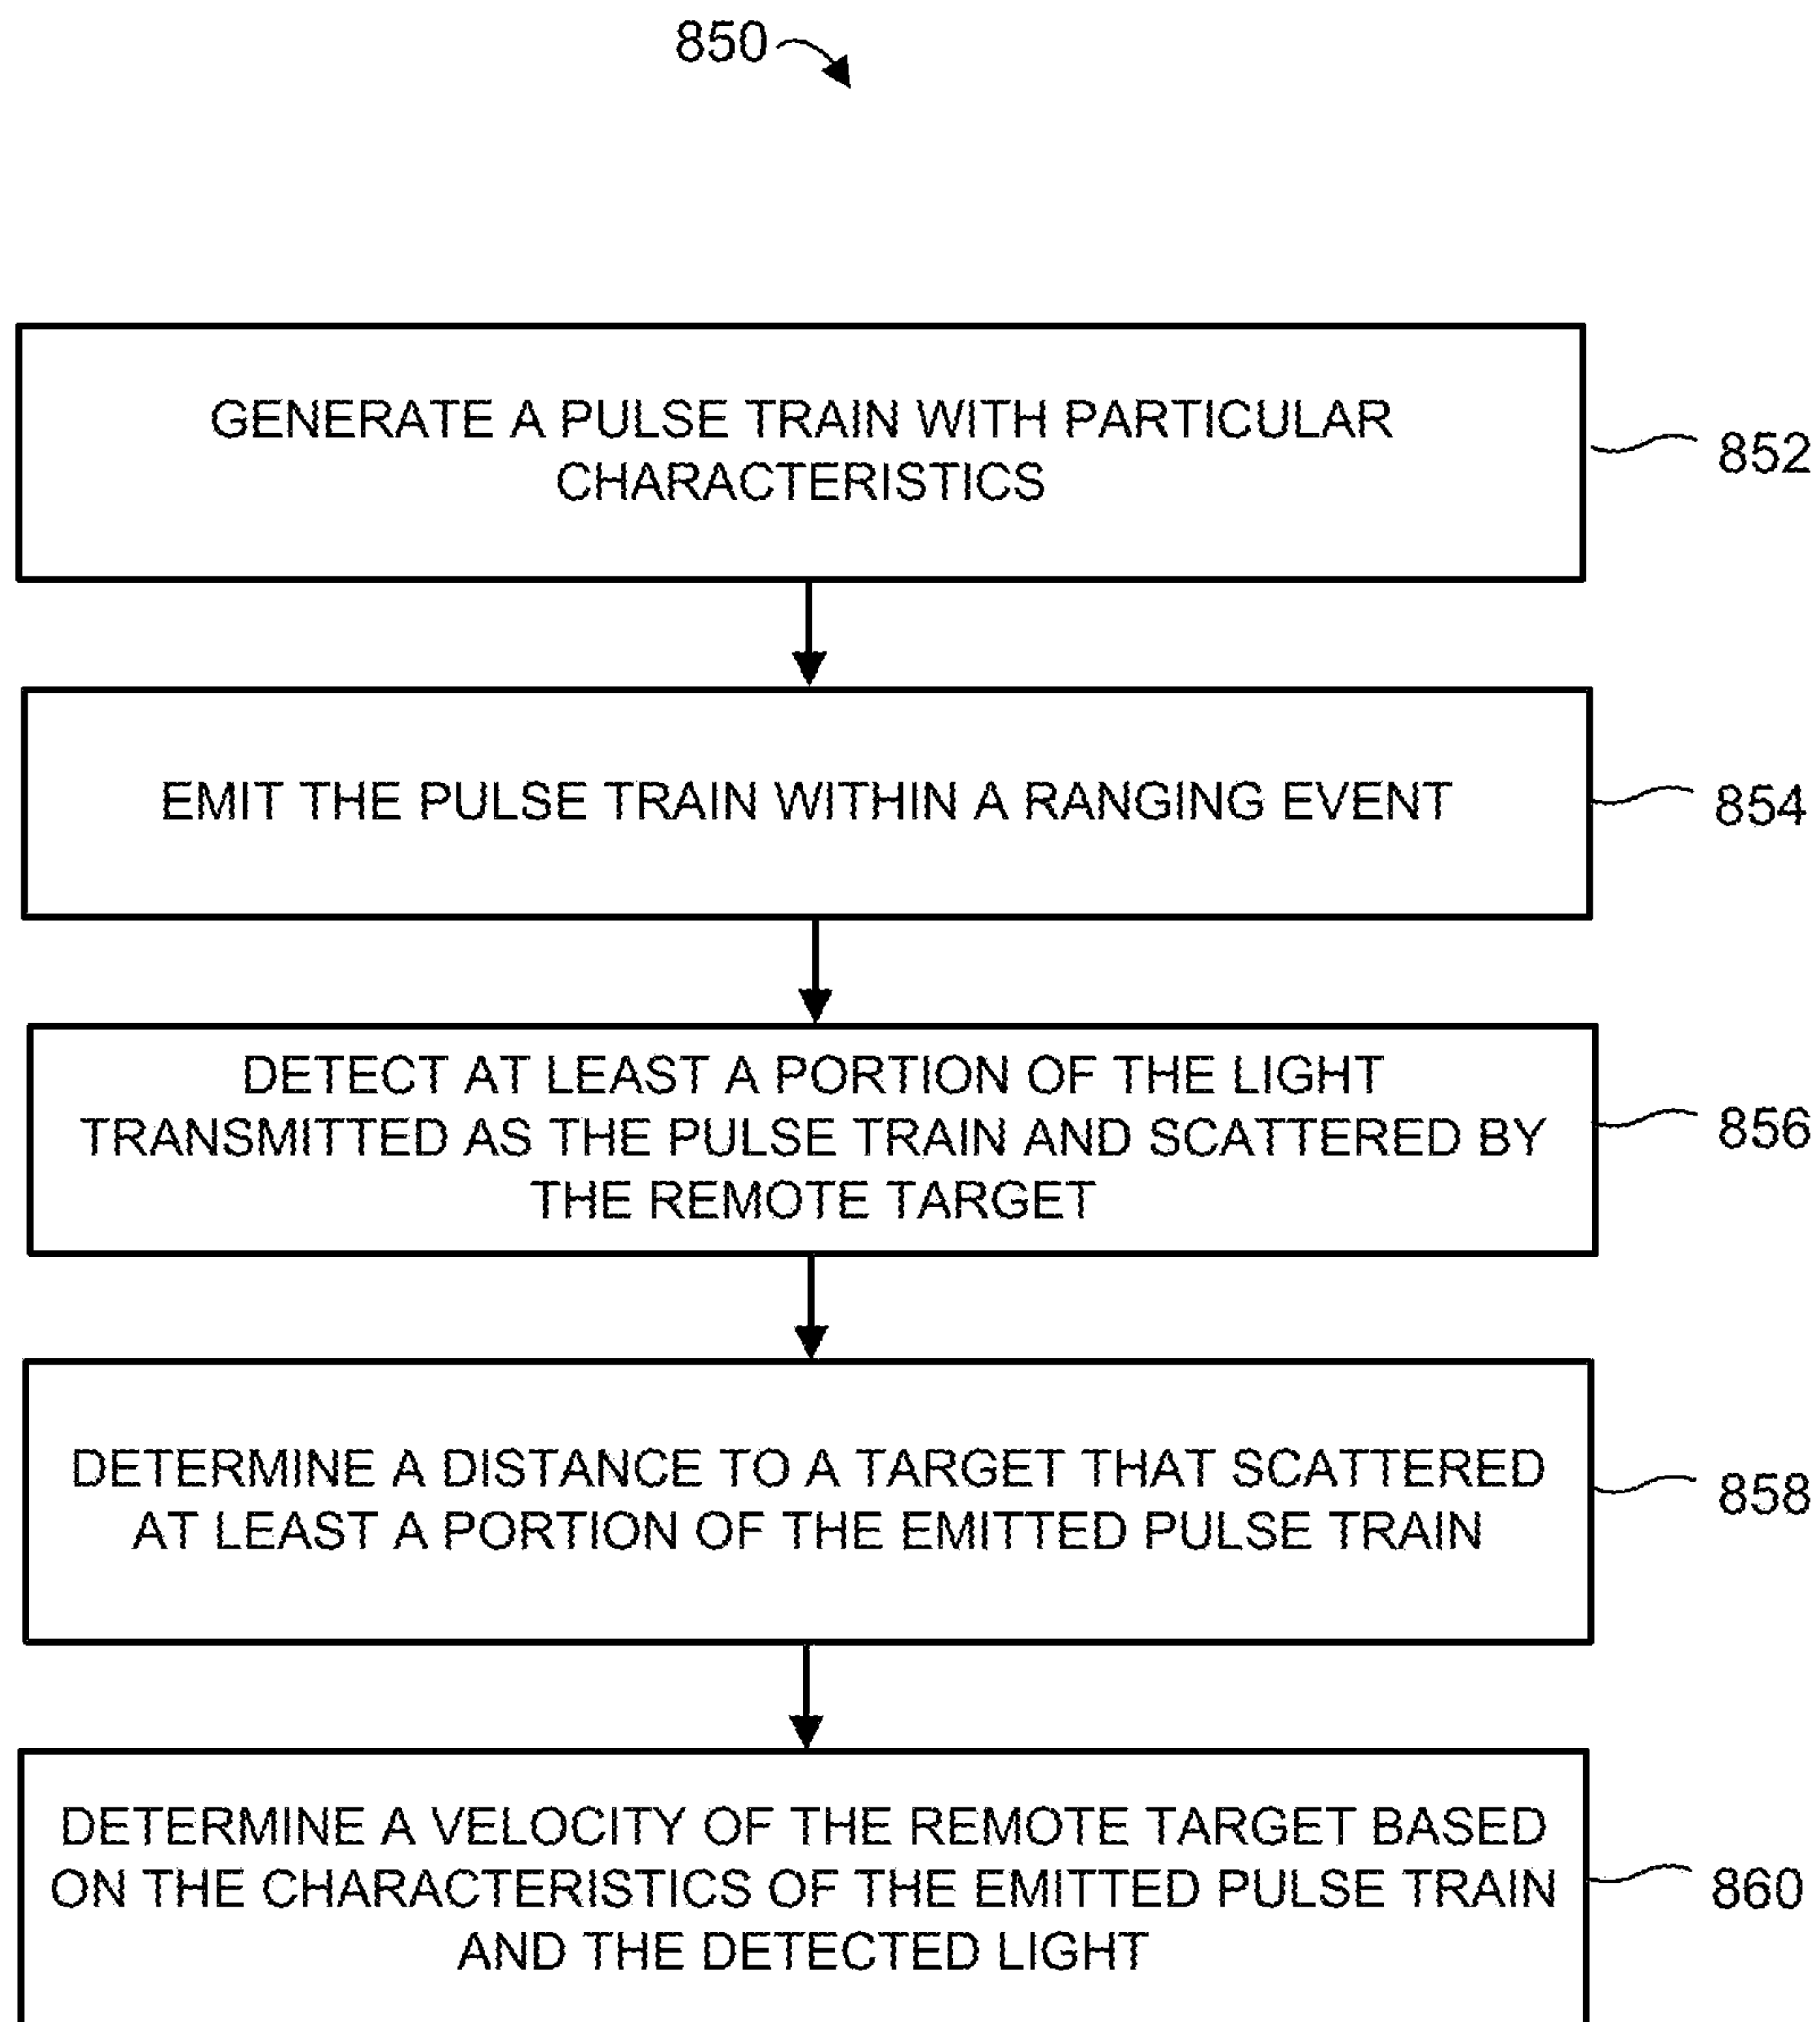 850
GENERATE A PULSE TRAIN WITH PARTICULAR
CHARACTERISTICS
852
EMIT THE PULSE TRAIN WITHIN A RANGING EVENT
854
DETECT AT LEAST A PORTION OF THE LIGHT
TRANSMITTED AS THE PULSE TRAIN AND SCATTERED BY
THE REMOTE TARGET
856
DETERMINE A DISTANCE TO A TARGET THAT SCATTERED
AT LEAST A PORTION OF THE EMITTED PULSE TRAIN
858
DETERMINE A VELOCITY OF THE REMOTE TARGET BASED
ON THE CHARACTERISTICS OF THE EMITTED PULSE TRAIN
AND THE DETECTED LIGHT
860